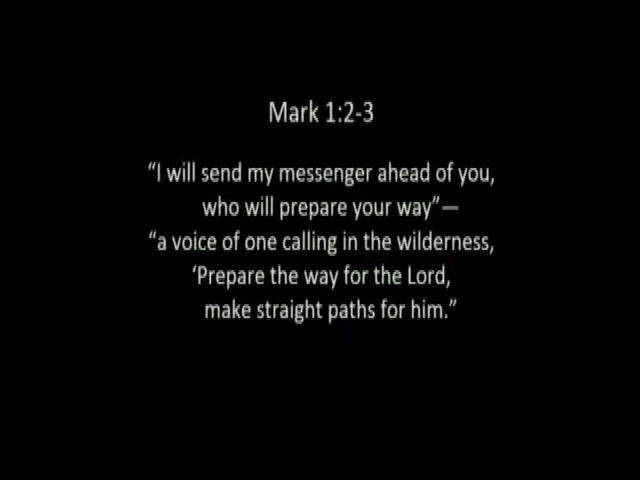 Mark 1:2-3
“I will send my messenger ahead of you,
who will prepare your way”—
“a voice of one calling in the wilderness,
‘Prepare the way for the Lord,
make straight paths for him.”